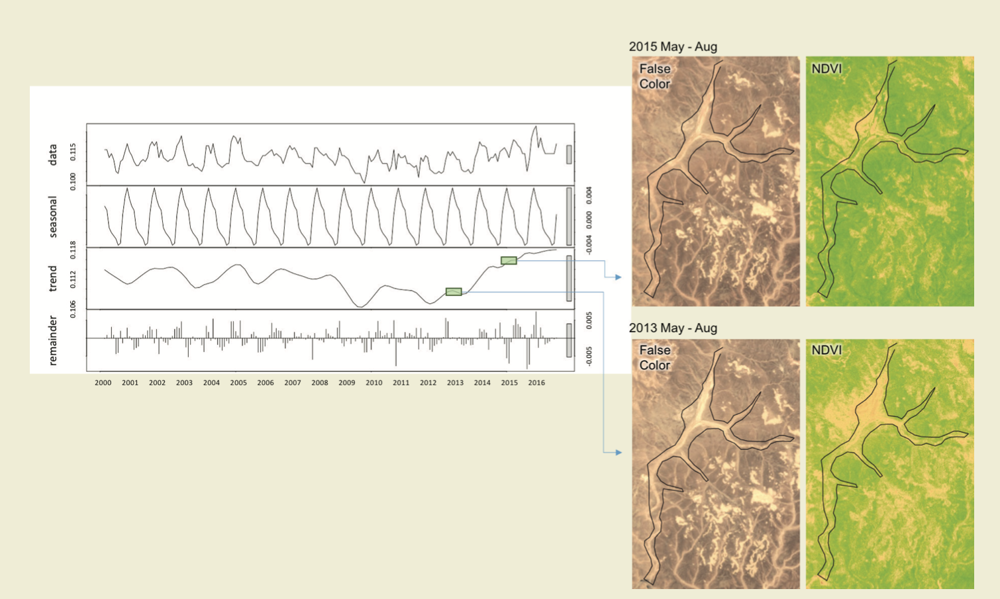 2015 May - Aug
False
Color
NDVI
data
0.115
0.100
seasonal
0.004
0.000
-0.004
trend
0.118
0.112
0.106
remainder
0.005
-0.005
2000 2001 2002 2003 2004 2005 2006 2007 2008 2009 2010 2011 2012 2013 2014 2015 2016
2013 May - Aug
False
Color
NDVI